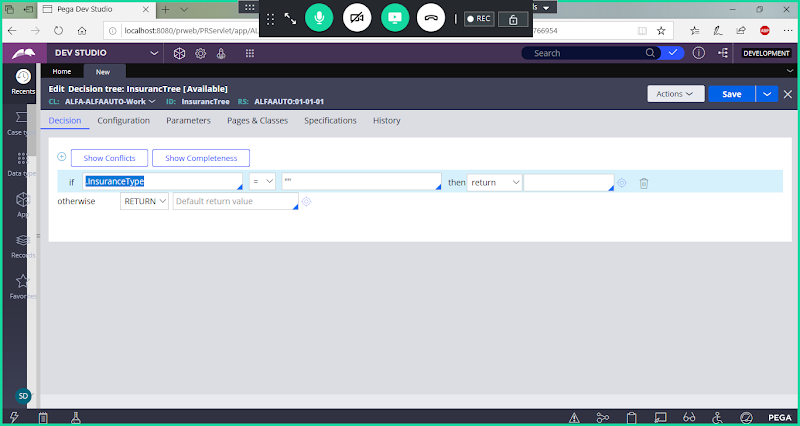 Pega Dev Studio
localhost:8080/prweb/PRServlet/app/AL
766954
REC
DEV STUDIO
Search
DEVELOPMENT
Recents
Home
New
Edit Decision tree: InsurancTree [Available]
CL: ALFA-ALFAAUTO-Work ID: InsurancTree RS: ALFAAUTO:01-01-01
Actions
Save
Decision Configuration Parameters Pages & Classes Specifications History
Case ty
Data type
App
Records
Favorites
Show Conflicts Show Completeness
if .InsuranceType = "" then return
otherwise RETURN Default return value
SD
PEGA